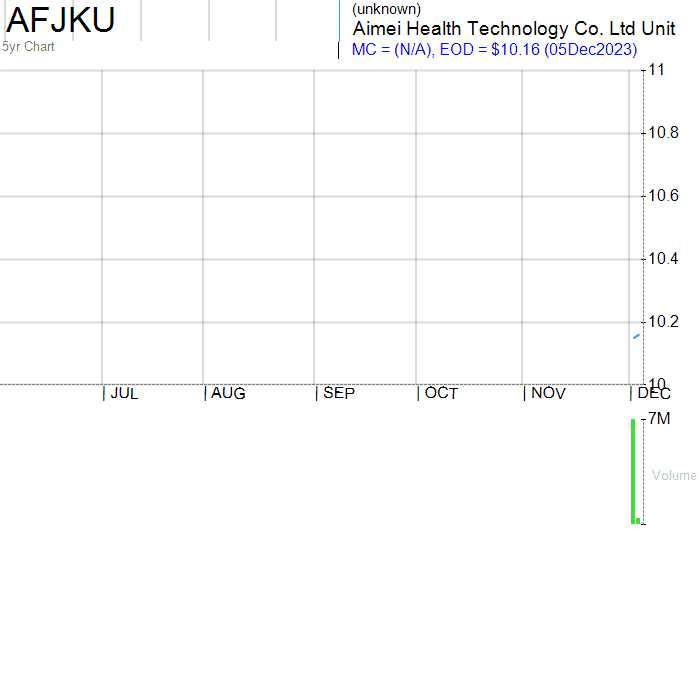 AFJKU
5yr Chart
(unknown)
Aimei Health Technology Co. Ltd Unit
MC = (N/A), EOD = $10.16 (05Dec2023)
11
10.8
10.6
10.4
10.2
10
JUL AUG SEP OCT NOV DEC
7M
Volume